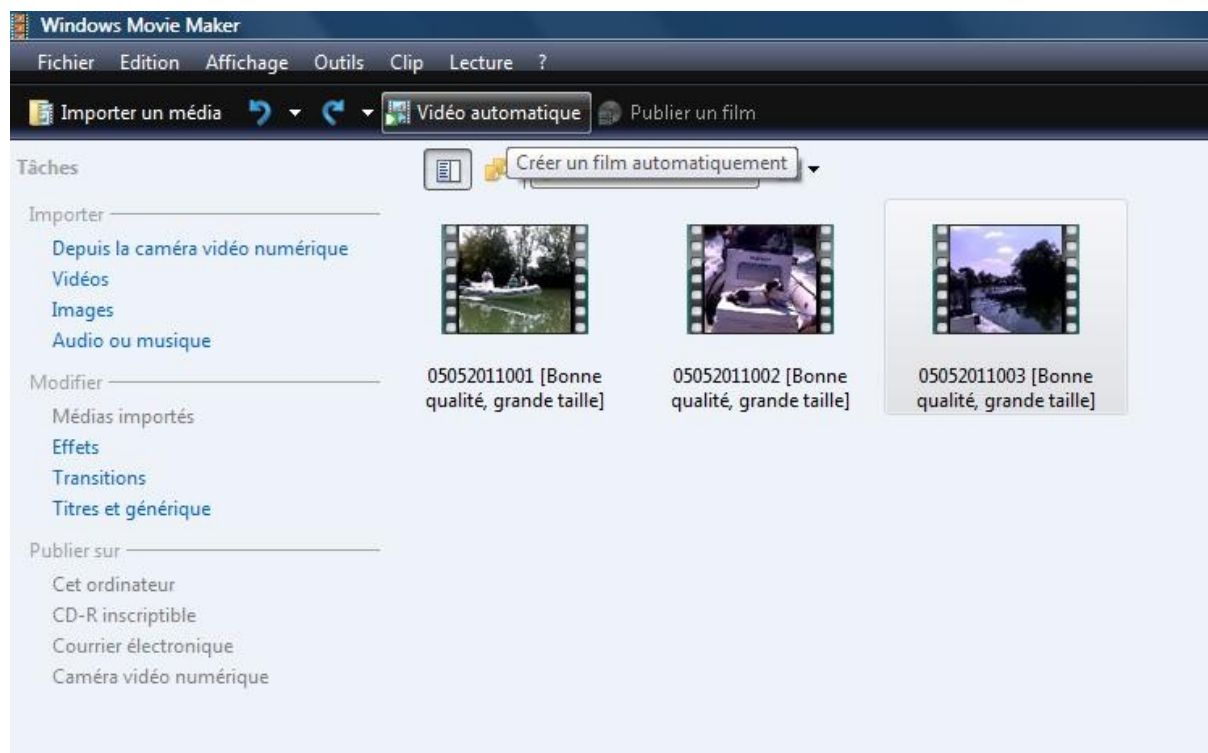 Windows Movie Maker
Fichier Edition Affichage Outils Clip Lecture ?
Importer un média Vidéo automatique Publier un film
Créer un film automatiquement
Tâches
Importer
Depuis la caméra vidéo numérique
Vidéos
Images
Audio ou musique
Modifier
Médias importés
Effets
Transitions
Titres et générique
Publier sur
Cet ordinateur
CD-R inscriptible
Courrier électronique
Caméra vidéo numérique
05052011001 [Bonne
qualité, grande taille]
05052011002 [Bonne
qualité, grande taille]
05052011003 [Bonne
qualité, grande taille]